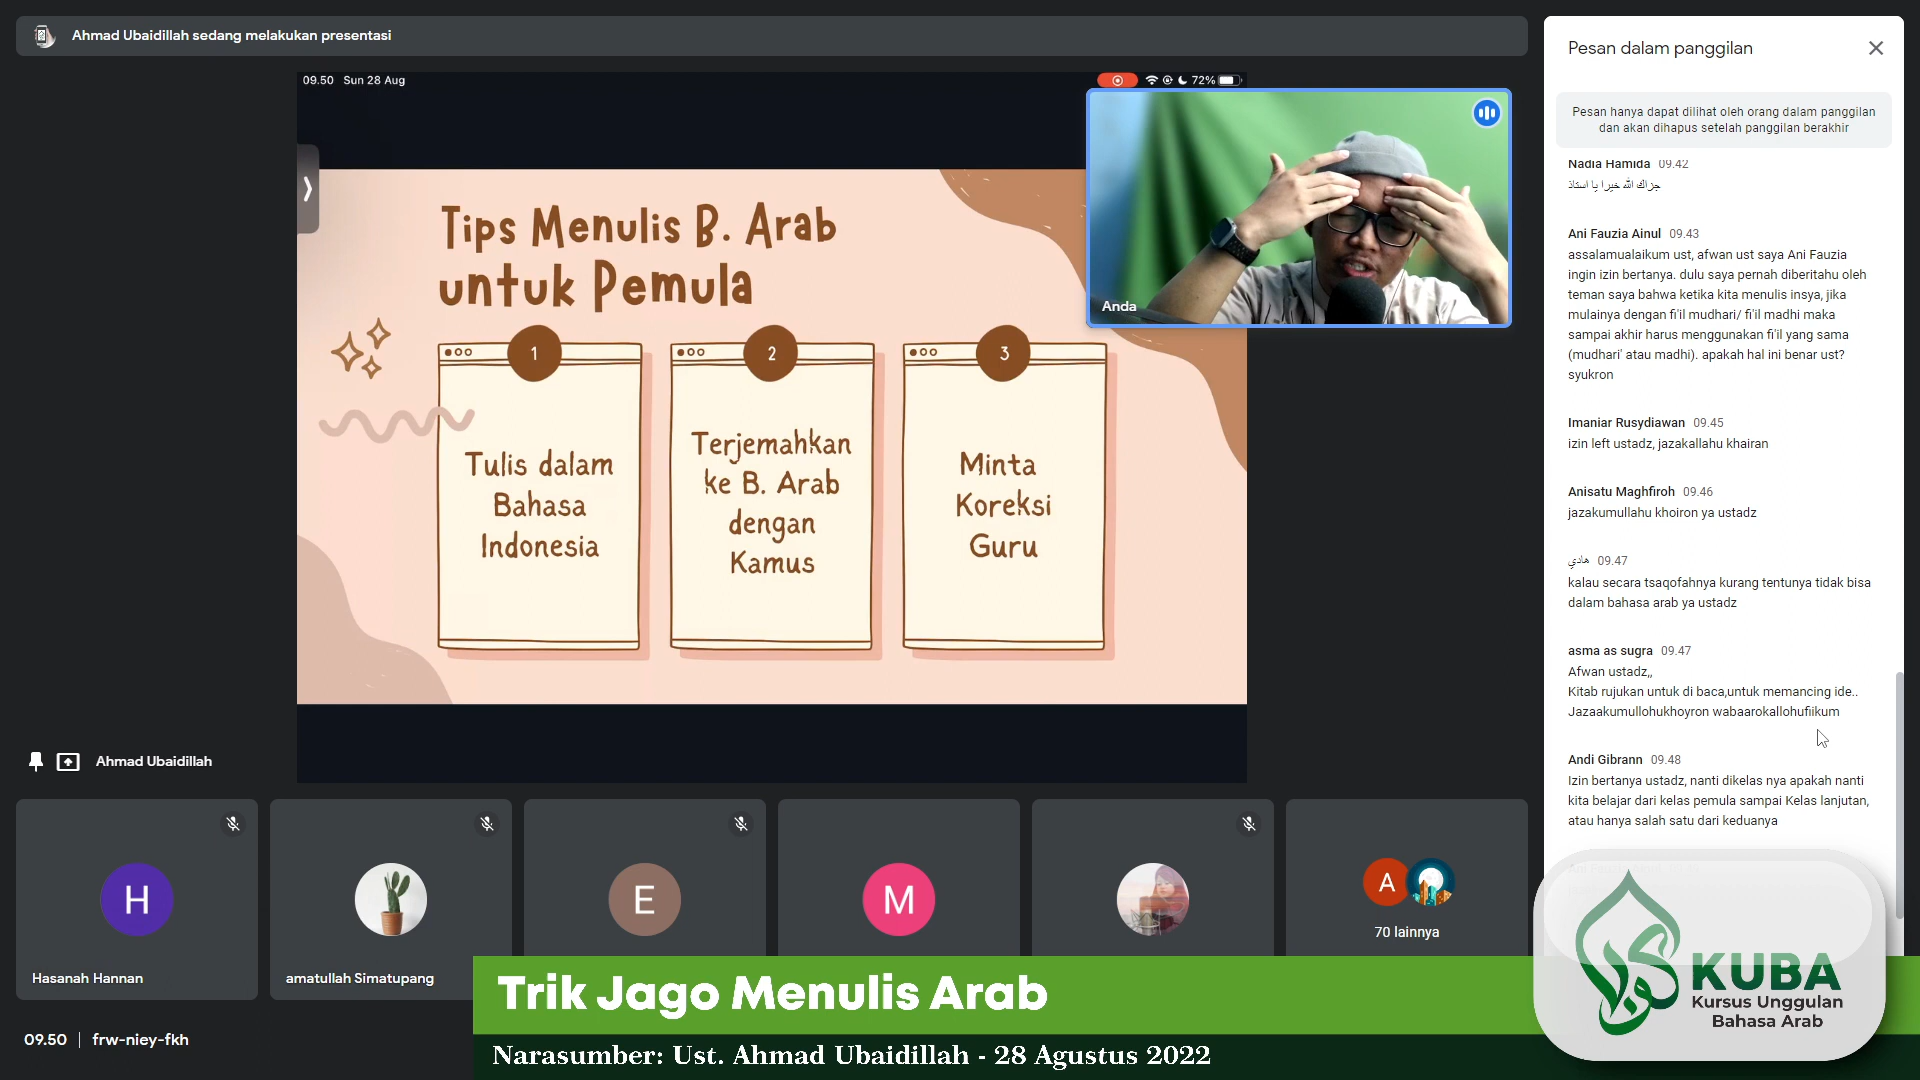 Ahmad Ubaidillah sedang melakukan presentasi
09.50 Sun 28 Aug
72%
Tips Menulis B. Arab
untuk Pemula
1
2
3
Tulis dalam
Bahasa
Indonesia
Terjemahkan
ke B. Arab
dengan
Kamus
Minta
Koreksi
Guru
Anda
Ahmad Ubaidillah
H
Hasanah Hannan
amatullah Simatupang
E
M
A
70 lainnya
09.50 | frw-niey-fkh
Pesan dalam panggilan
Pesan hanya dapat dilihat oleh orang dalam panggilan
dan akan dihapus setelah panggilan berakhir
Nadia Hamida 09.42
جزاك الله خيرا يا استاذ
Ani Fauzia Ainul 09.43
assalamualaikum ust, afwan ust saya Ani Fauzia
ingin izin bertanya. dulu saya pernah diberitahu oleh
teman saya bahwa ketika kita menulis insya, jika
mulainya dengan fi'il mudhari/ fi'il madhi maka
sampai akhir harus menggunakan fi'il yang sama
(mudhari' atau madhi). apakah hal ini benar ust?
syukron
Imaniar Rusydiawan 09.45
izin left ustadz, jazakallahu khairan
Anisatu Maghfiroh 09.46
jazakumullahu khoiron ya ustadz
هادي 09.47
kalau secara tsaqofahnya kurang tentunya tidak bisa
dalam bahasa arab ya ustadz
asma as sugra 09.47
Afwan ustadz,,
Kitab rujukan untuk di baca,untuk memancing ide..
Jazaakumullohukhoyron wabaarokallohufiikum
Andi Gibrann 09.48
Izin bertanya ustadz, nanti dikelas nya apakah nanti
kita belajar dari kelas pemula sampai Kelas lanjutan,
atau hanya salah satu dari keduanya
Trik Jago Menulis Arab
Narasumber: Ust. Ahmad Ubaidillah - 28 Agustus 2022
KUBA
Kursus Unggulan
Bahasa Arab